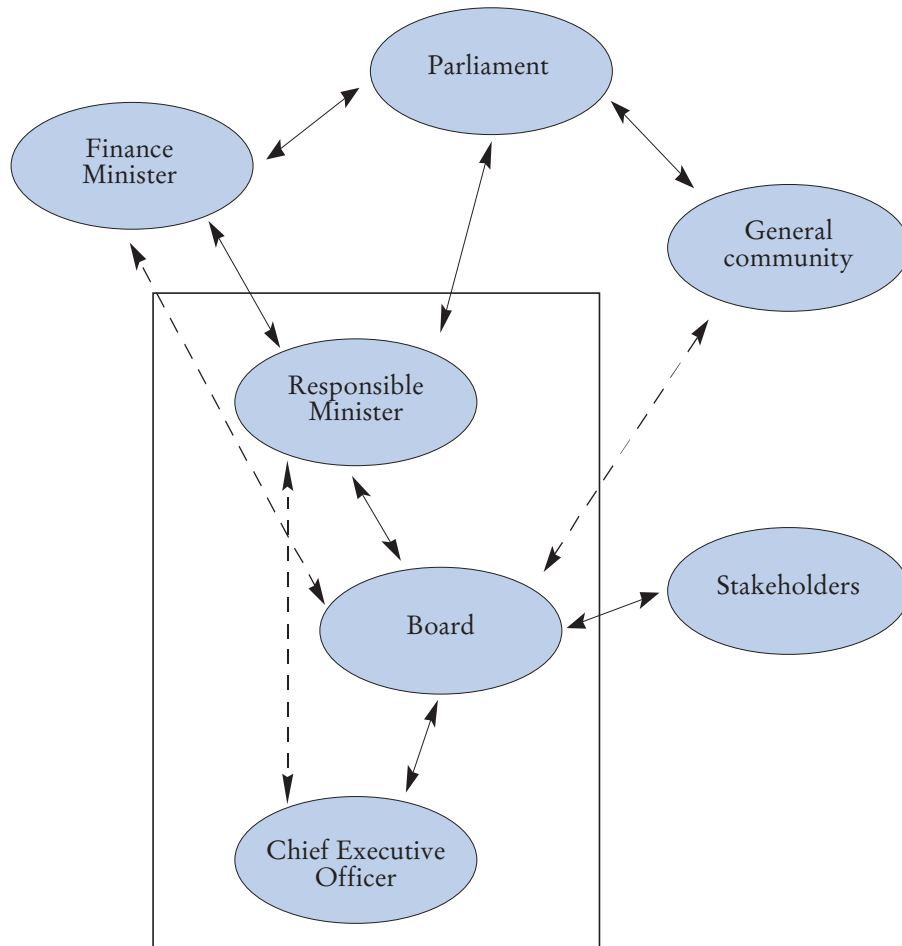 Parliament
Finance
Minister
General
community
Responsible
Minister
Stakeholders
Board
Chief Executive
Officer